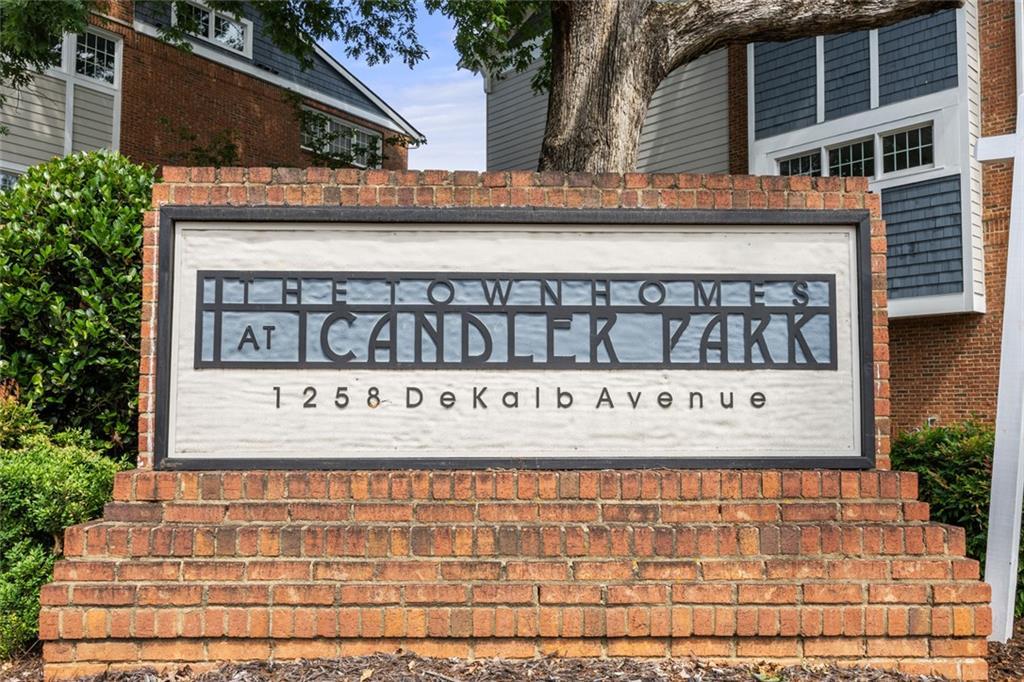 THE TOWNHOMES
AT CANDLER PARK
1258 DeKalb Avenue